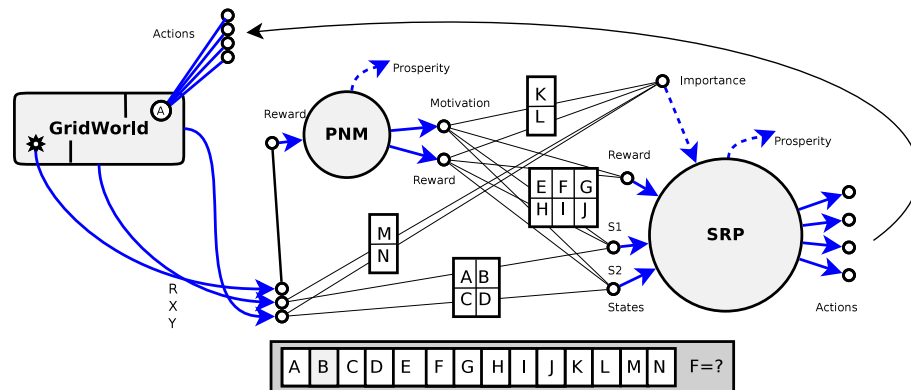 Actions
A
GridWorld
Reward
PNM
Prosperity
Motivation
Reward
K
L
Importance
E F G
H I J
Reward
S1
S2
States
SRP
Prosperity
Actions
M
N
A B
C D
R
X
Y
A B C D E F G H I J K L M N F=?